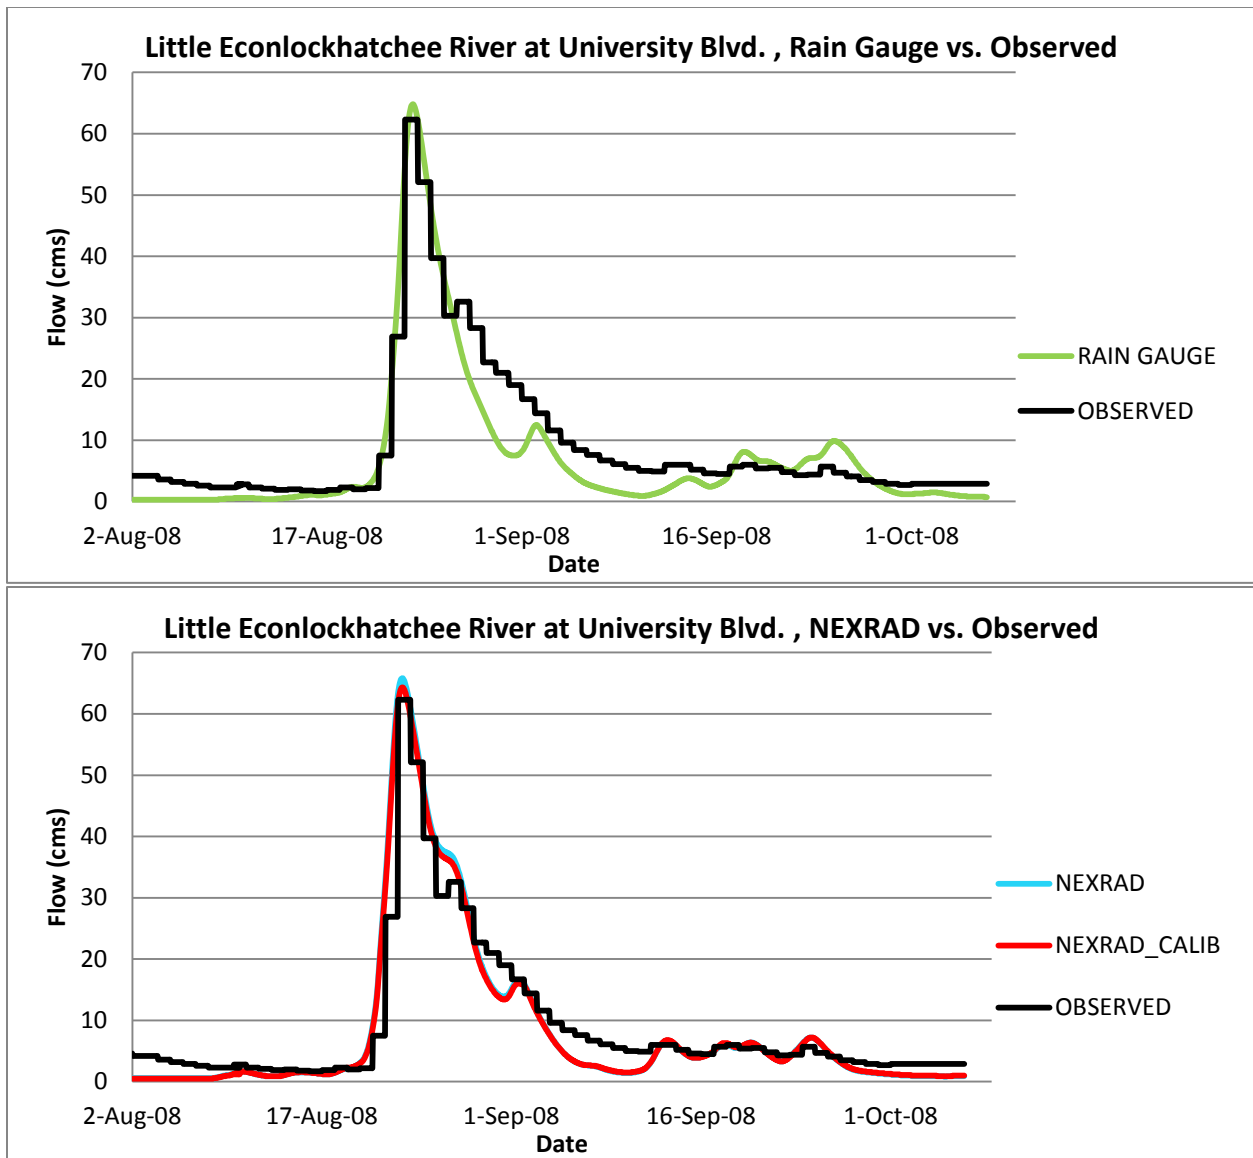 Little Econlockhatchee River at University Blvd. , Rain Gauge vs. Observed
70
60
50
40
30
20
10
0
Flow (cms)
2-Aug-08 17-Aug-08 1-Sep-08 16-Sep-08 1-Oct-08
Date
RAIN GAUGE
OBSERVED
Little Econlockhatchee River at University Blvd. , NEXRAD vs. Observed
70
60
50
40
30
20
10
0
Flow (cms)
2-Aug-08 17-Aug-08 1-Sep-08 16-Sep-08 1-Oct-08
Date
NEXRAD
NEXRAD_CALIB
OBSERVED